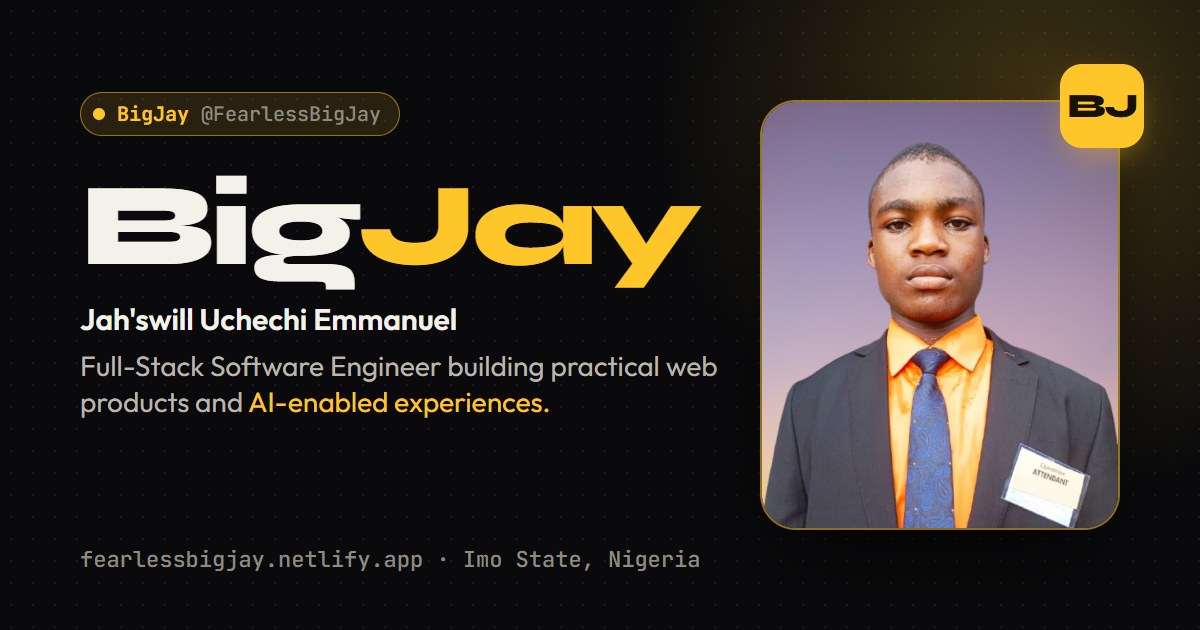 BigJay @FearlessBigJay
BJ
BigJay
Jah'swill Uchechi Emmanuel
Full-Stack Software Engineer building practical web
products and AI-enabled experiences.
Convention
ATTENDANT
fearlessbigjay.netlify.app · Imo State, Nigeria